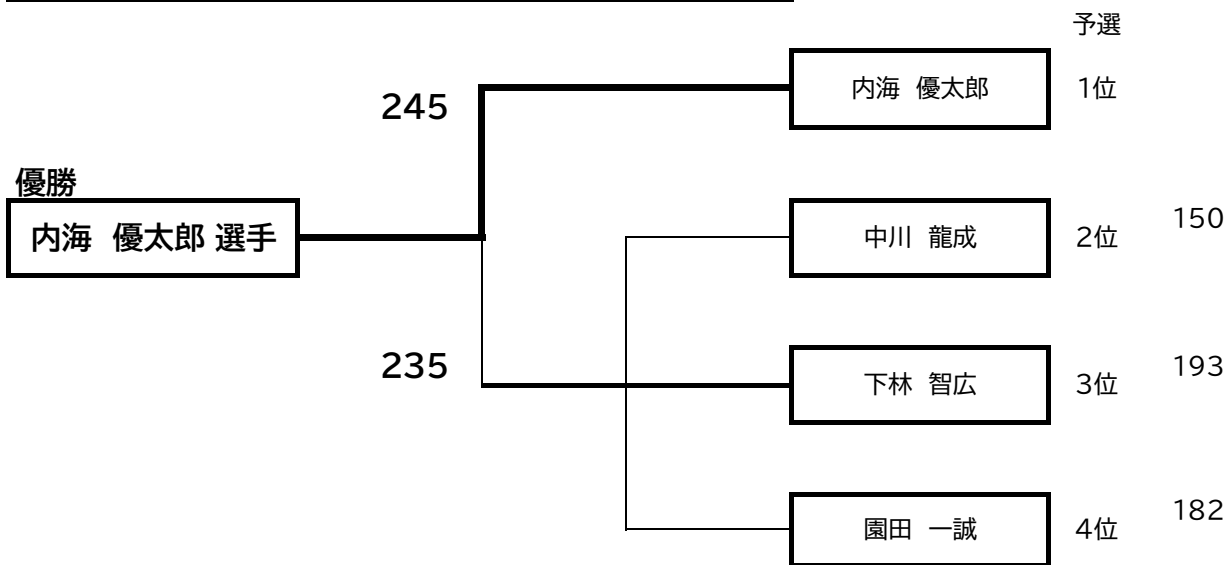 予選
内海 優太郎 1位
245
優勝
内海 優太郎 選手
中川 龍成 2位 150
235
下林 智広 3位 193
園田 一誠 4位 182